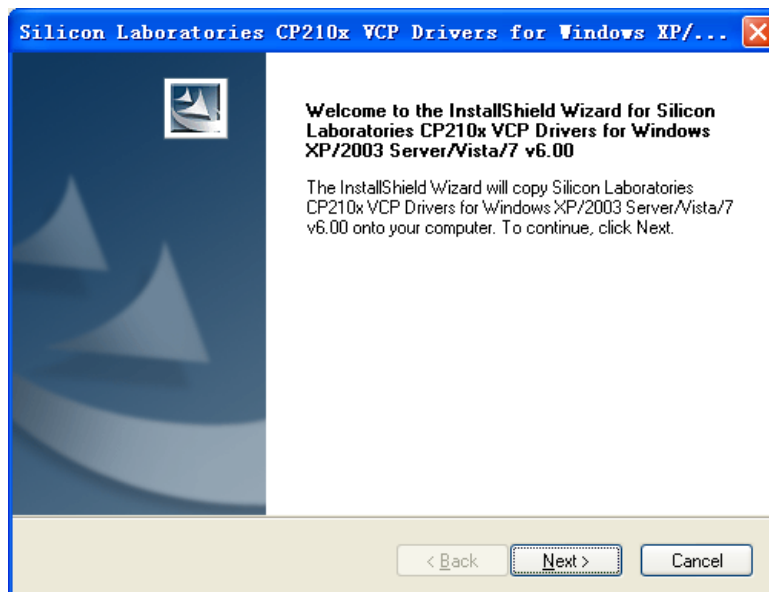 Silicon Laboratories CP210x VCP Drivers for Windows XP/...
Welcome to the InstallShield Wizard for Silicon
Laboratories CP210x VCP Drivers for Windows
XP/2003 Server/Vista/7 v6.00
The InstallShield Wizard will copy Silicon Laboratories
CP210x VCP Drivers for Windows XP/2003 Server/Vista/7
v6.00 onto your computer. To continue, click Next.
< Back Next > Cancel